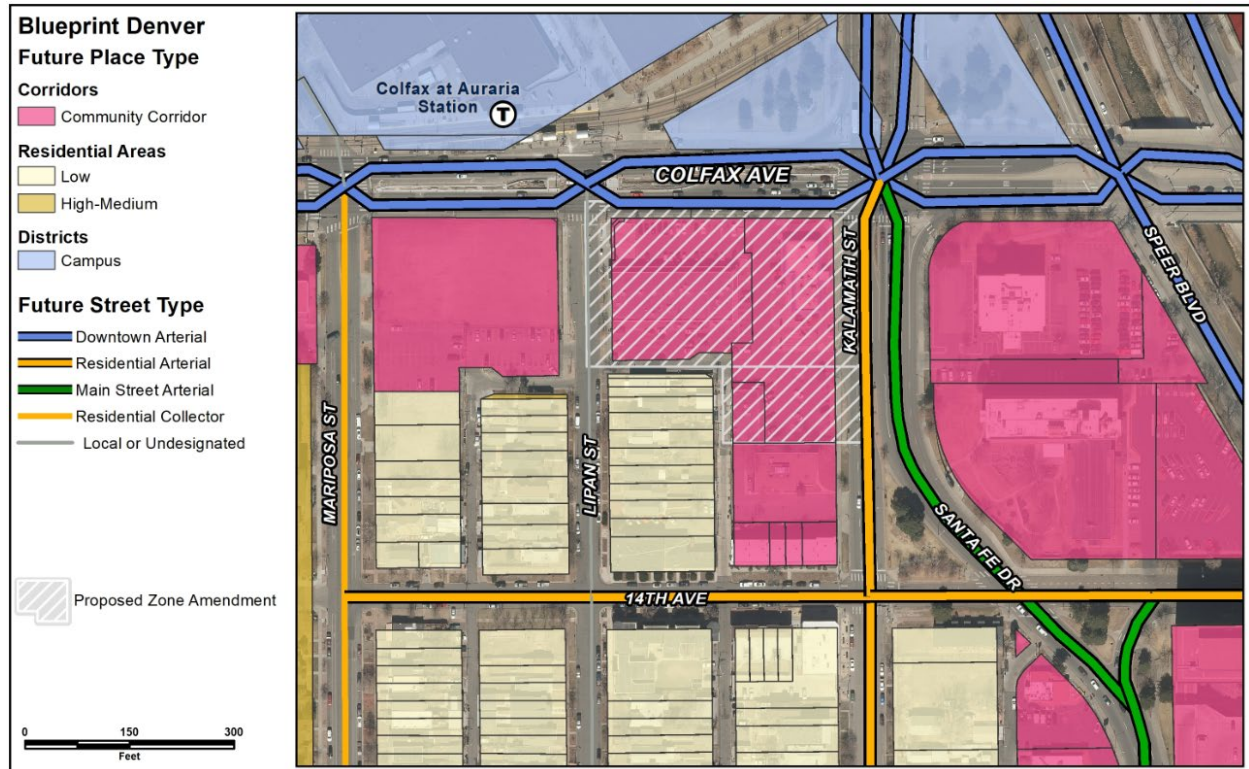 Blueprint Denver
Future Place Type
Corridors
Community Corridor
Residential Areas
Low
High-Medium
Districts
Campus
Future Street Type
Downtown Arterial
Residential Arterial
Main Street Arterial
Residential Collector
Local or Undesignated
Proposed Zone Amendment
0 150 300
Feet
Colfax at Auraria
Station
T
COLFAX AVE
KALAMATH ST
SPEER BLVD
MARIPOSA ST
LIPAN ST
SANTA FE DR
14TH AVE